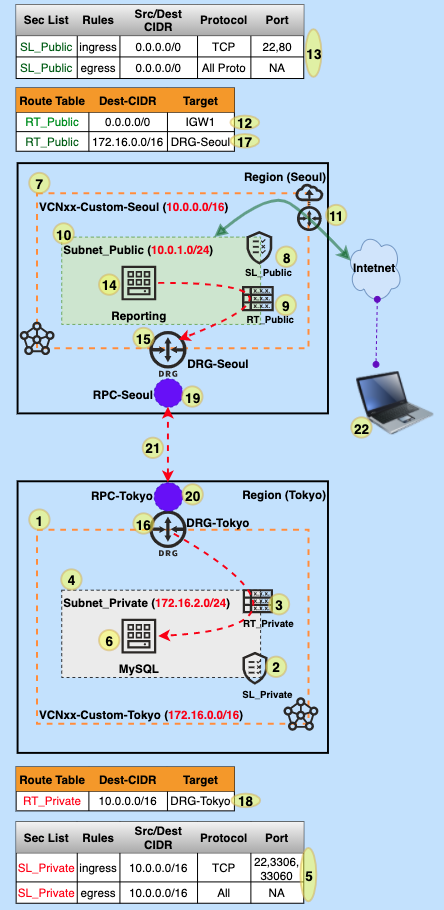 Sec List Rules Src/Dest CIDR Protocol Port
SL_Public ingress 0.0.0.0/0 TCP 22,80
SL_Public egress 0.0.0.0/0 All Proto NA
13
Route Table Dest-CIDR Target
RT_Public 0.0.0.0/0 IGW1 12
RT_Public 172.16.0.0/16 DRG-Seoul 17
7
Region (Seoul)
VCNxx-Custom-Seoul (10.0.0.0/16)
11
10
Subnet_Public (10.0.1.0/24)
8
SL_Public
Internet
14
9
Reporting
RT_Public
15
DRG-Seoul
DRG
RPC-Seoul
19
22
21
RPC-Tokyo
20
Region (Tokyo)
1
16
DRG-Tokyo
DRG
4
Subnet_Private (172.16.2.0/24)
3
RT_Private
6
MySQL
2
SL_Private
VCNxx-Custom-Tokyo (172.16.0.0/16)
Route Table Dest-CIDR Target
RT_Private 10.0.0.0/16 DRG-Tokyo 18
Sec List Rules Src/Dest CIDR Protocol Port
SL_Private ingress 10.0.0.0/16 TCP 22,3306, 33060
5
SL_Private egress 10.0.0.0/16 All NA